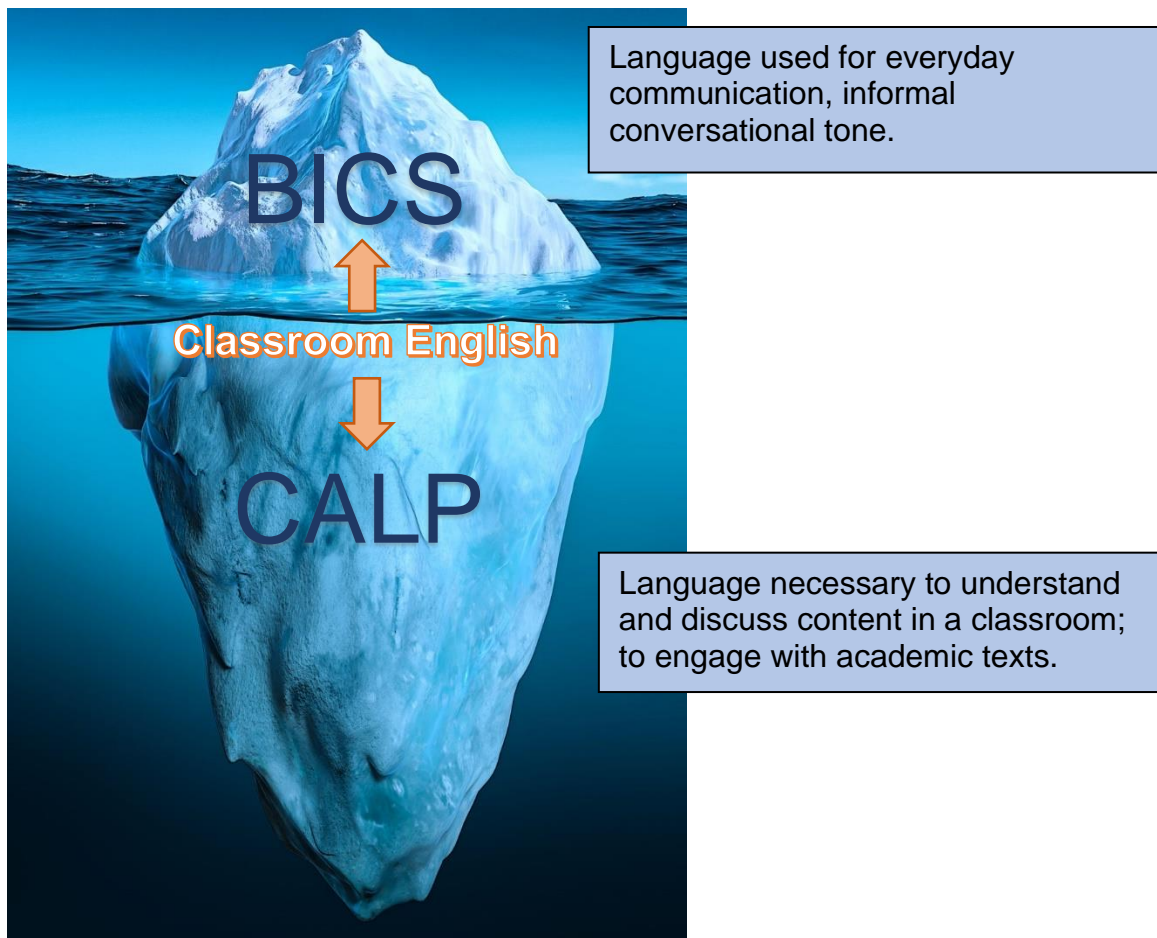 Language used for everyday
communication, informal
conversational tone.
BICS
Classroom English
CALP
Language necessary to understand
and discuss content in a classroom;
to engage with academic texts.